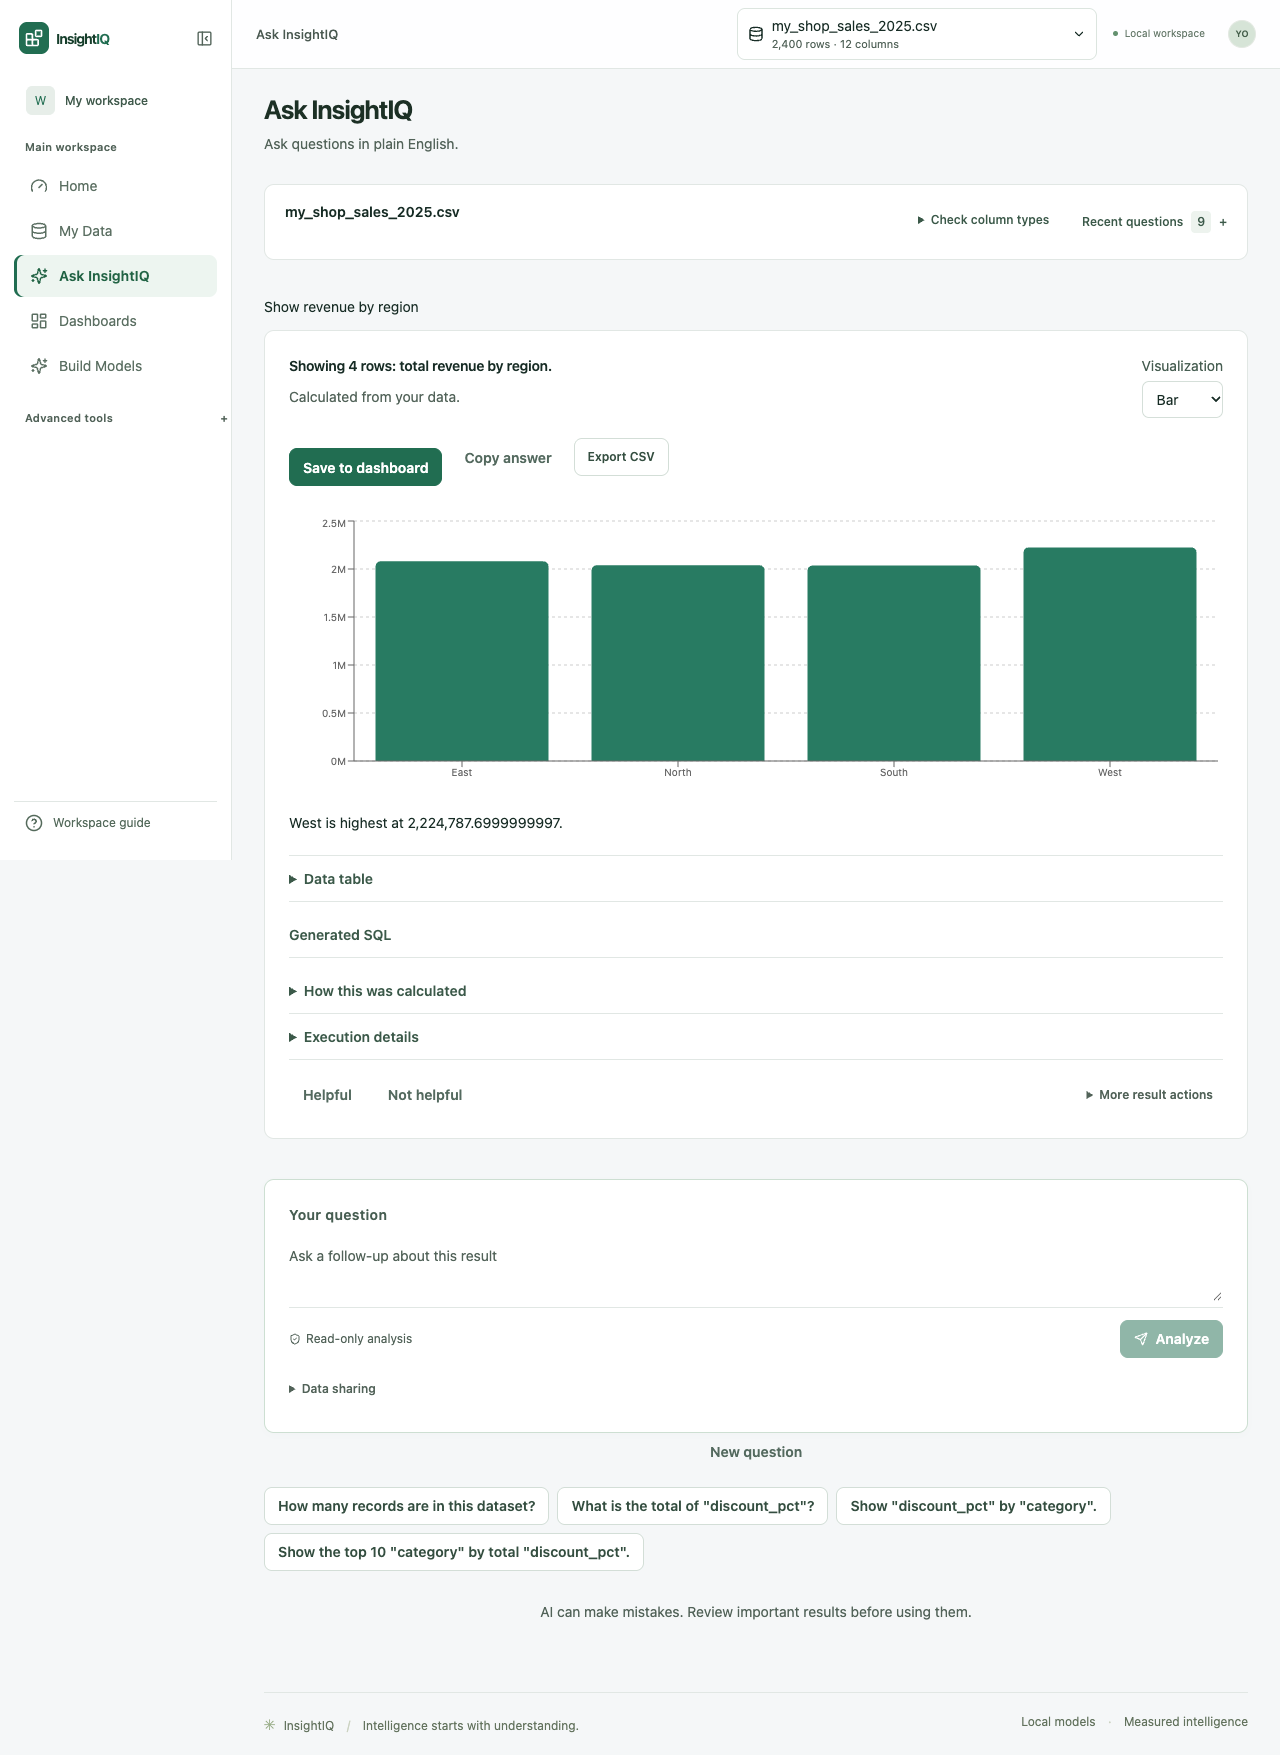 InsightIQ
Ask InsightIQ
my_shop_sales_2025.csv
2,400 rows · 12 columns
Local workspace
YO
W
My workspace
Main workspace
Home
My Data
Ask InsightIQ
Dashboards
Build Models
Advanced tools
+
Workspace guide
Ask InsightIQ
Ask questions in plain English.
my_shop_sales_2025.csv
Check column types
Recent questions 9 +
Show revenue by region
Showing 4 rows: total revenue by region.
Calculated from your data.
Visualization
Bar
Save to dashboard
Copy answer
Export CSV
2.5M
2M
1.5M
1M
0.5M
0M
East
North
South
West
West is highest at 2,224,787.6999999997.
Data table
Generated SQL
How this was calculated
Execution details
Helpful
Not helpful
More result actions
Your question
Ask a follow-up about this result
Read-only analysis
Analyze
Data sharing
New question
How many records are in this dataset?
What is the total of "discount_pct"?
Show "discount_pct" by "category".
Show the top 10 "category" by total "discount_pct".
AI can make mistakes. Review important results before using them.
InsightIQ / Intelligence starts with understanding.
Local models · Measured intelligence